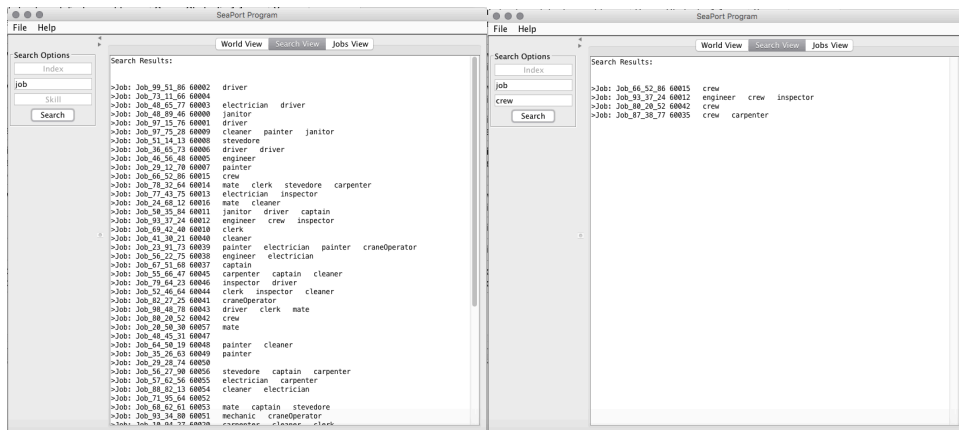 SeaPort Program
File Help
World View Search View Jobs View
Search Options
Index
job
Skill
Search
Search Results:
>Job: Job_99_51_86 60002 driver
>Job: Job_73_11_66 60004
>Job: Job_48_65_77 60003 electrician driver
>Job: Job_48_89_46 60000 janitor
>Job: Job_97_15_76 60001 driver
>Job: Job_97_75_28 60009 cleaner painter janitor
>Job: Job_51_14_13 60008 stevedore
>Job: Job_36_65_73 60006 driver driver
>Job: Job_46_56_48 60005 engineer
>Job: Job_29_12_70 60007 painter
>Job: Job_66_52_86 60015 crew
>Job: Job_78_32_64 60014 mate clerk stevedore carpenter
>Job: Job_77_43_75 60013 electrician inspector
>Job: Job_24_68_12 60016 mate cleaner
>Job: Job_50_35_84 60011 janitor driver captain
>Job: Job_93_37_24 60012 engineer crew inspector
>Job: Job_69_42_40 60010 clerk
>Job: Job_41_30_21 60040 cleaner
>Job: Job_23_91_73 60039 painter electrician painter craneOperator
>Job: Job_56_22_75 60038 engineer electrician
>Job: Job_67_51_68 60037 captain
>Job: Job_55_66_47 60045 carpenter captain cleaner
>Job: Job_79_64_23 60046 inspector driver
>Job: Job_52_46_64 60044 clerk inspector cleaner
>Job: Job_82_27_25 60041 craneOperator
>Job: Job_98_48_78 60043 driver clerk mate
>Job: Job_80_20_52 60042 crew
>Job: Job_20_50_30 60057 mate
>Job: Job_48_45_31 60047
>Job: Job_64_50_19 60048 painter cleaner
>Job: Job_35_26_63 60049 painter
>Job: Job_29_28_74 60050
>Job: Job_56_27_90 60056 stevedore captain carpenter
>Job: Job_57_62_56 60055 electrician carpenter
>Job: Job_88_82_13 60054 cleaner electrician
>Job: Job_71_95_64 60052
>Job: Job_68_62_61 60053 mate captain stevedore
>Job: Job_93_34_80 60051 mechanic craneOperator
>Job: Job_10_94_27 60020 carpenter cleaner clerk
SeaPort Program
File Help
World View Search View Jobs View
Search Options
Index
job
crew
Search
Search Results:
>Job: Job_66_52_86 60015 crew
>Job: Job_93_37_24 60012 engineer crew inspector
>Job: Job_80_20_52 60042 crew
>Job: Job_87_38_77 60035 crew carpenter